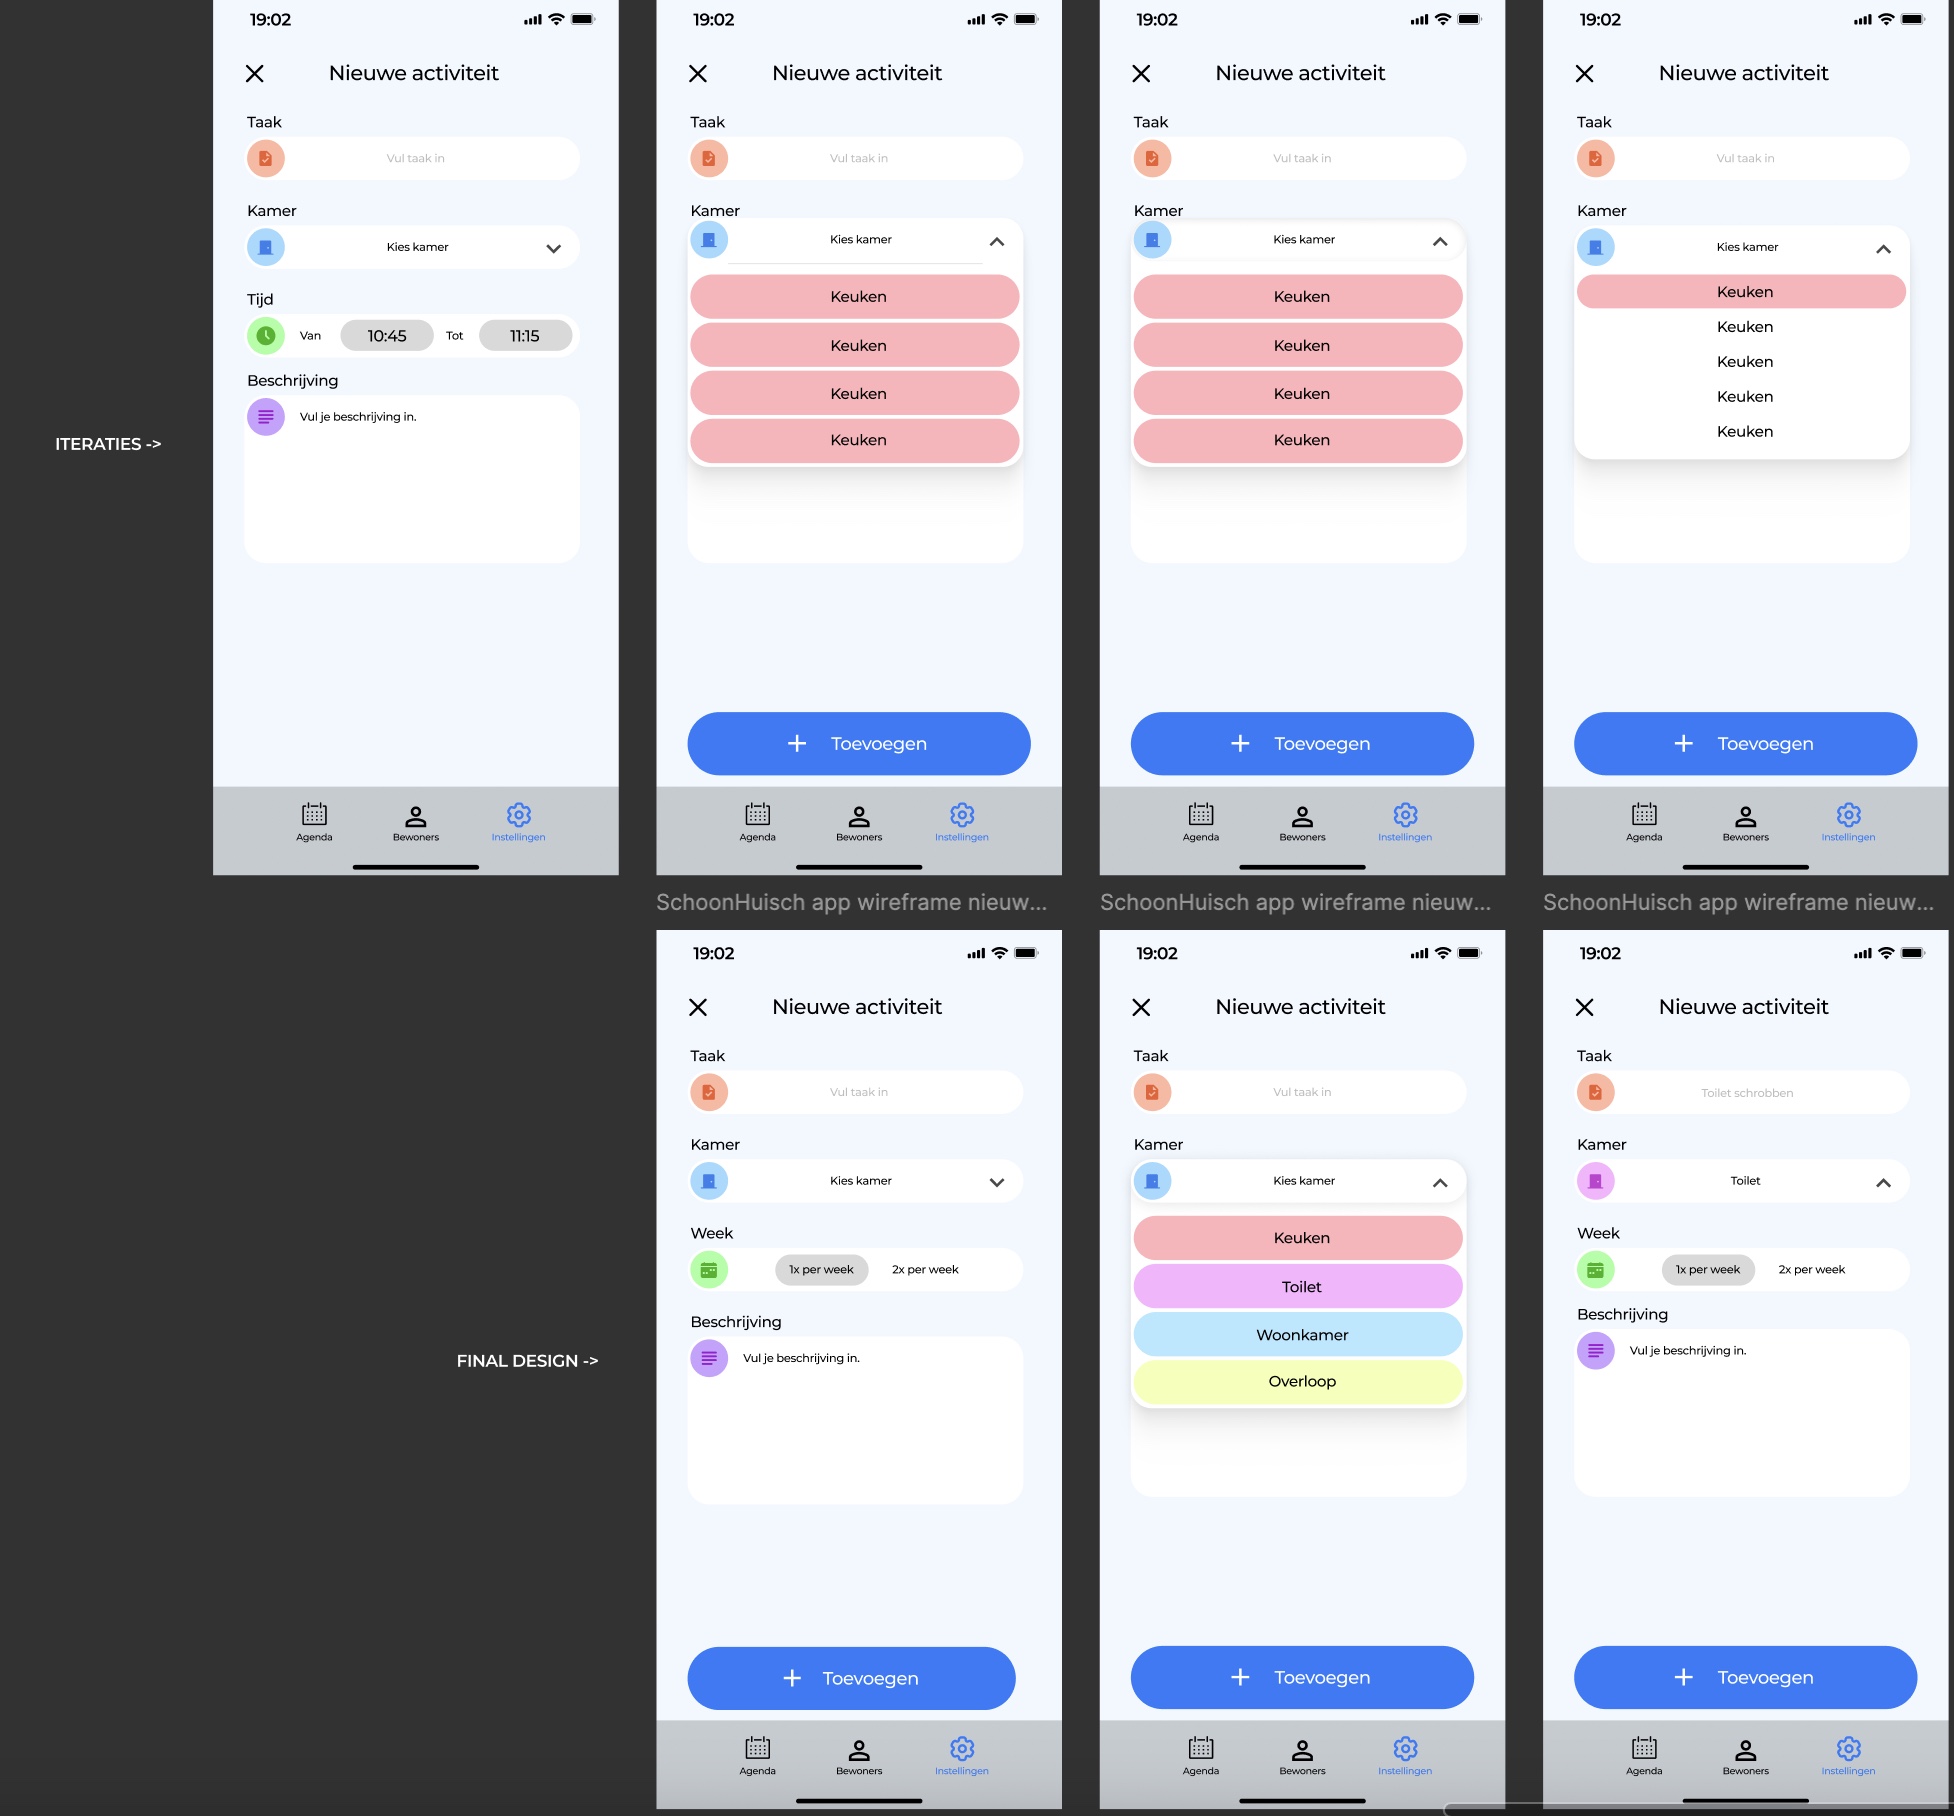 19:02
Nieuwe activiteit
Taak
Vul taak in
Kamer
Kies kamer
Tijd
Van 10:45 Tot 11:15
Beschrijving
Vul je beschrijving in.
Agenda Bewoners Instellingen
19:02
Nieuwe activiteit
Taak
Vul taak in
Kamer
Kies kamer
Keuken
Keuken
Keuken
Keuken
Toevoegen
Agenda Bewoners Instellingen
19:02
Nieuwe activiteit
Taak
Vul taak in
Kamer
Kies kamer
Keuken
Keuken
Keuken
Keuken
Toevoegen
Agenda Bewoners Instellingen
19:02
Nieuwe activiteit
Taak
Vul taak in
Kamer
Kies kamer
Keuken
Keuken
Keuken
Keuken
Keuken
Toevoegen
Agenda Bewoners Instellingen
ITERATIES ->
SchoonHuisch app wireframe nieuw...
SchoonHuisch app wireframe nieuw...
SchoonHuisch app wireframe nieuw...
FINAL DESIGN ->
19:02
Nieuwe activiteit
Taak
Vul taak in
Kamer
Kies kamer
Week
1x per week 2x per week
Beschrijving
Vul je beschrijving in.
Toevoegen
Agenda Bewoners Instellingen
19:02
Nieuwe activiteit
Taak
Vul taak in
Kamer
Kies kamer
Keuken
Toilet
Woonkamer
Overloop
Toevoegen
Agenda Bewoners Instellingen
19:02
Nieuwe activiteit
Taak
Toilet schrobben
Kamer
Toilet
Week
1x per week 2x per week
Beschrijving
Vul je beschrijving in.
Toevoegen
Agenda Bewoners Instellingen